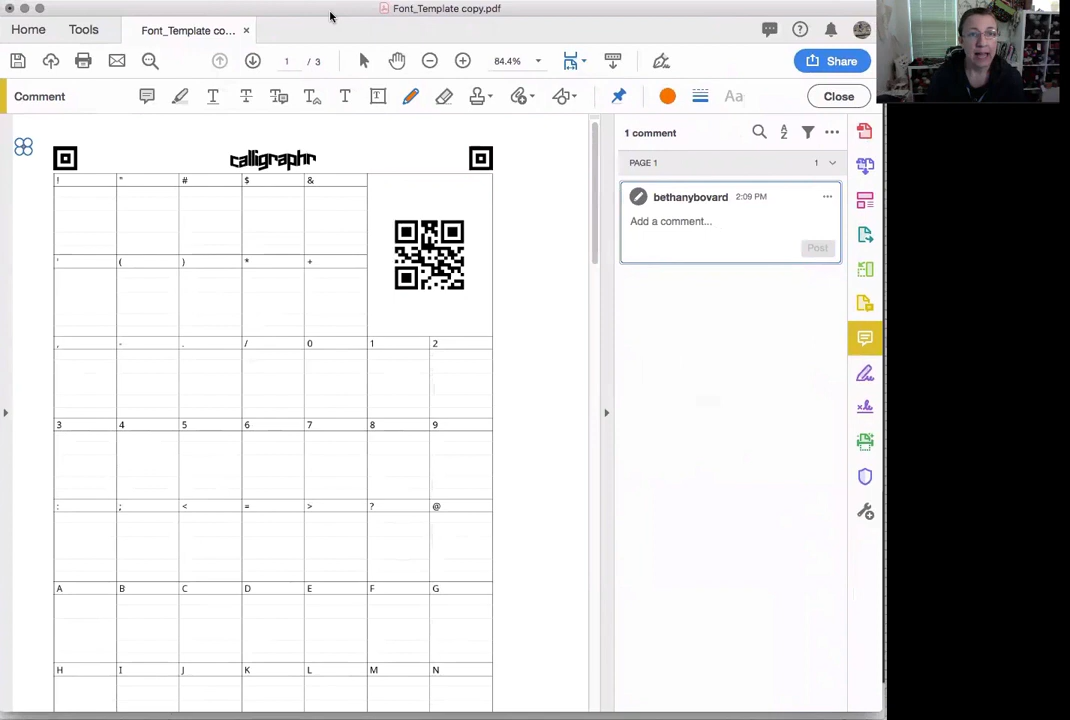 Font_Template copy.pdf
Home Tools Font_Template co... ×
1 / 3 84.4% Share
Comment Aa Close
1 comment
PAGE 1 1
bethanybovard 2:09 PM ...
Add a comment...
Post
calligraphr
! " # $ &
' ( ) * +
, - . / 0 1 2
3 4 5 6 7 8 9
: ; < = > ? @
A B C D E F G
H I J K L M N